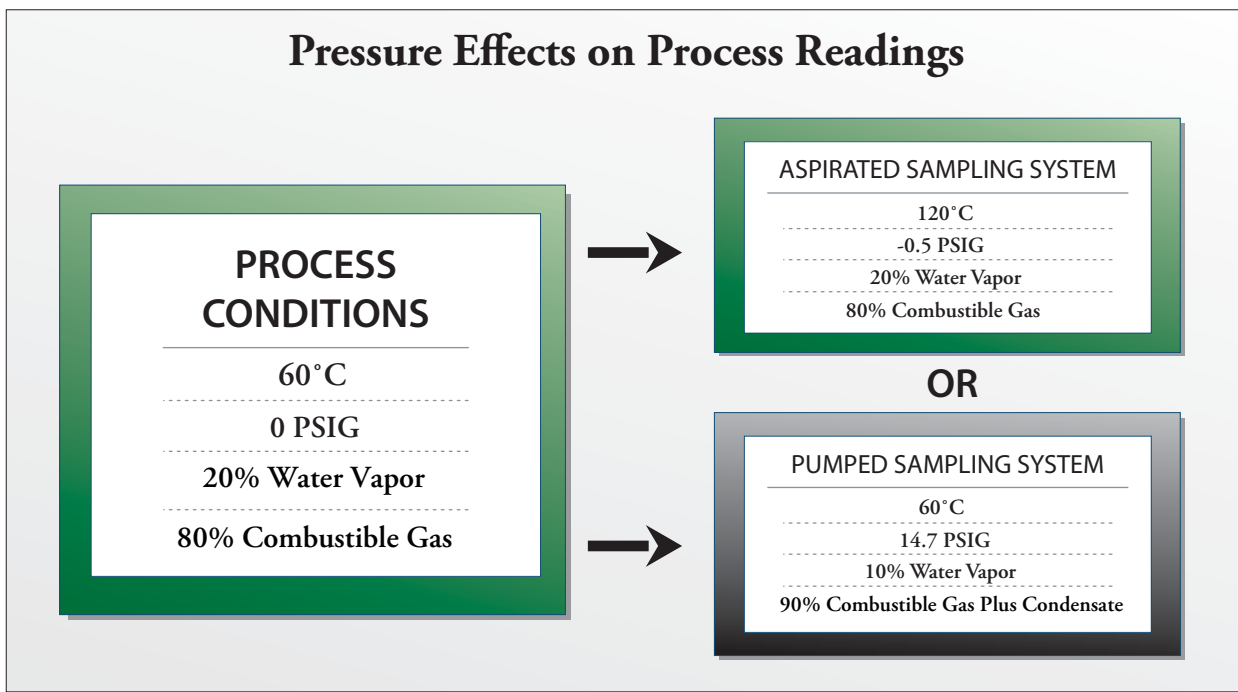 Pressure Effects on Process Readings
PROCESS
CONDITIONS
60˚C
0 PSIG
20% Water Vapor
80% Combustible Gas
ASPIRATED SAMPLING SYSTEM
120˚C
-0.5 PSIG
20% Water Vapor
80% Combustible Gas
OR
PUMPED SAMPLING SYSTEM
60˚C
14.7 PSIG
10% Water Vapor
90% Combustible Gas Plus Condensate